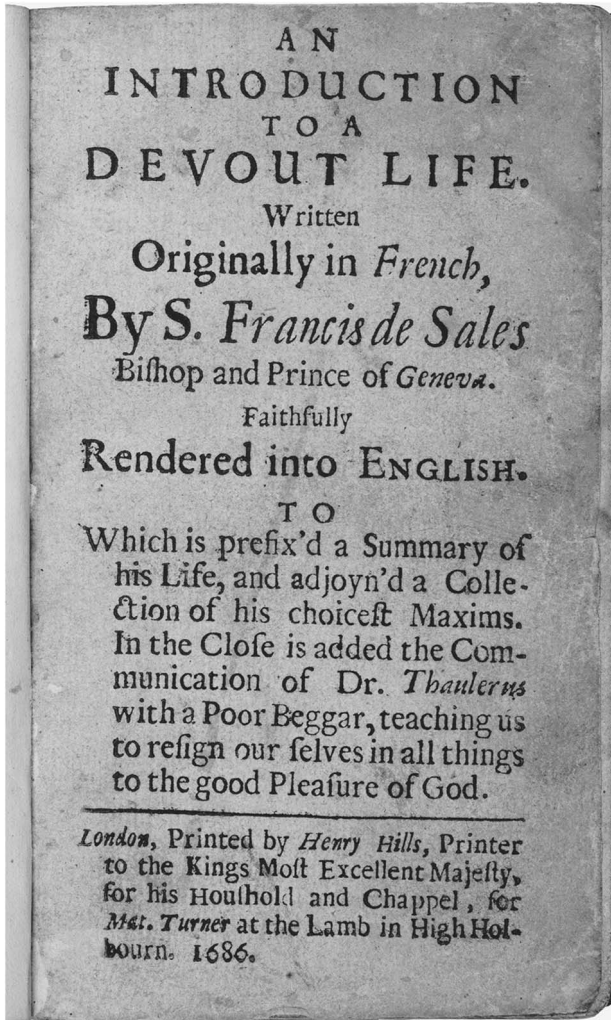 AN
INTRODUCTION
TO A
DEVOUT LIFE.
Written
Originally in French,
By S. Francis de Sales
Biſhop and Prince of Geneva.
Faithfully
Rendered into ENGLISH.
TO
Which is prefix'd a Summary of
his Life, and adjoyn'd a Colle-
ction of his choiceſt Maxims.
In the Cloſe is added the Com-
munication of Dr. Thaulerus
with a Poor Beggar, teaching us
to reſign our ſelves in all things
to the good Pleaſure of God.
London, Printed by Henry Hills, Printer
to the Kings Moſt Excellent Majeſty,
for his Houſhold and Chappel, for
Mat. Turner at the Lamb in High Hol-
bourn. 1686.